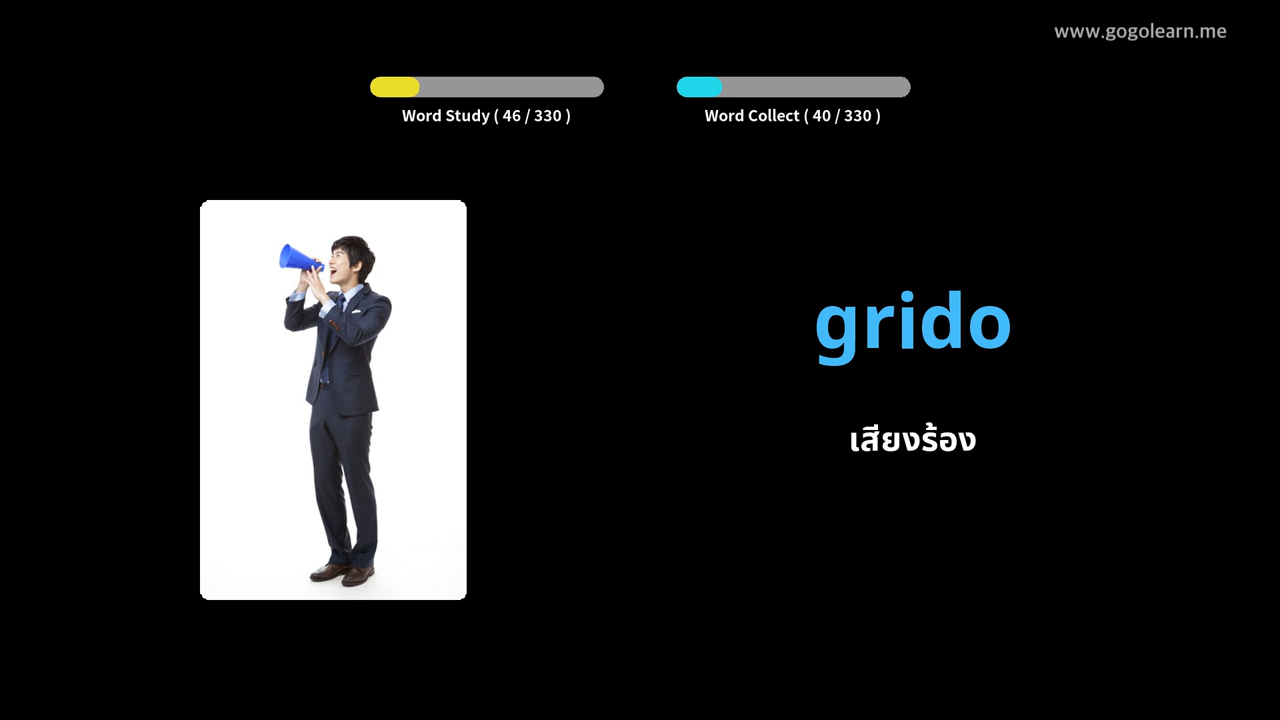 www.gogolearn.me
Word Study ( 46 / 330 )
Word Collect ( 40 / 330 )
grido
เสียงร้อง